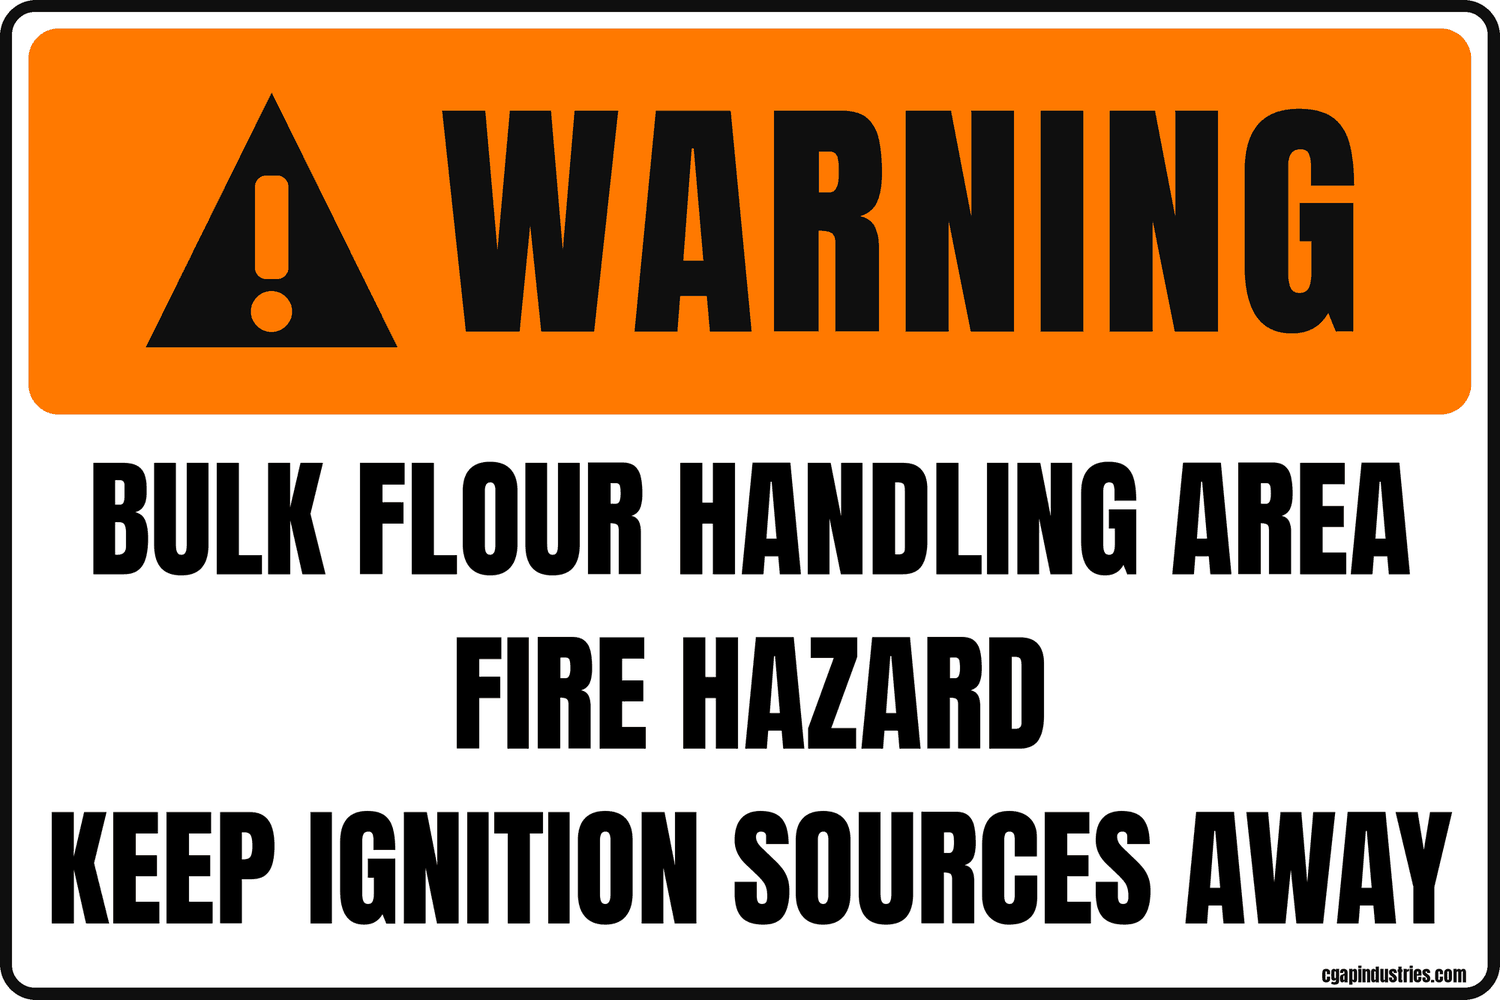 WARNING
BULK FLOUR HANDLING AREA
FIRE HAZARD
KEEP IGNITION SOURCES AWAY
cgapindustries.com